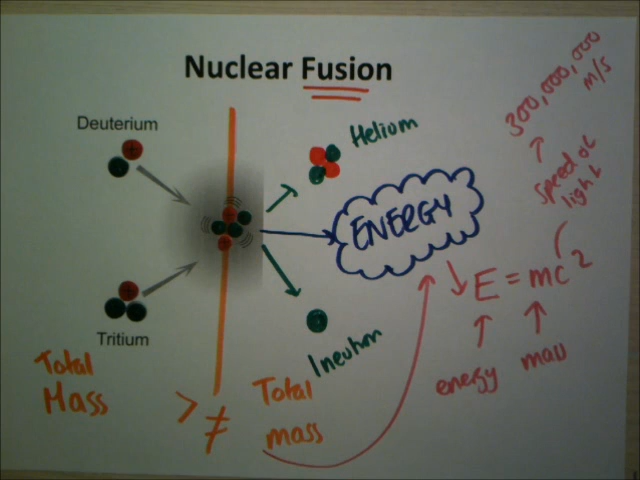 Nuclear Fusion
Deuterium
+
Tritium
+
Helium
ENERGY
1 neutron
Total
Mass
> ≠
Total
mass
E = mc²
energy
mass
speed of
light
300,000,000
m/s